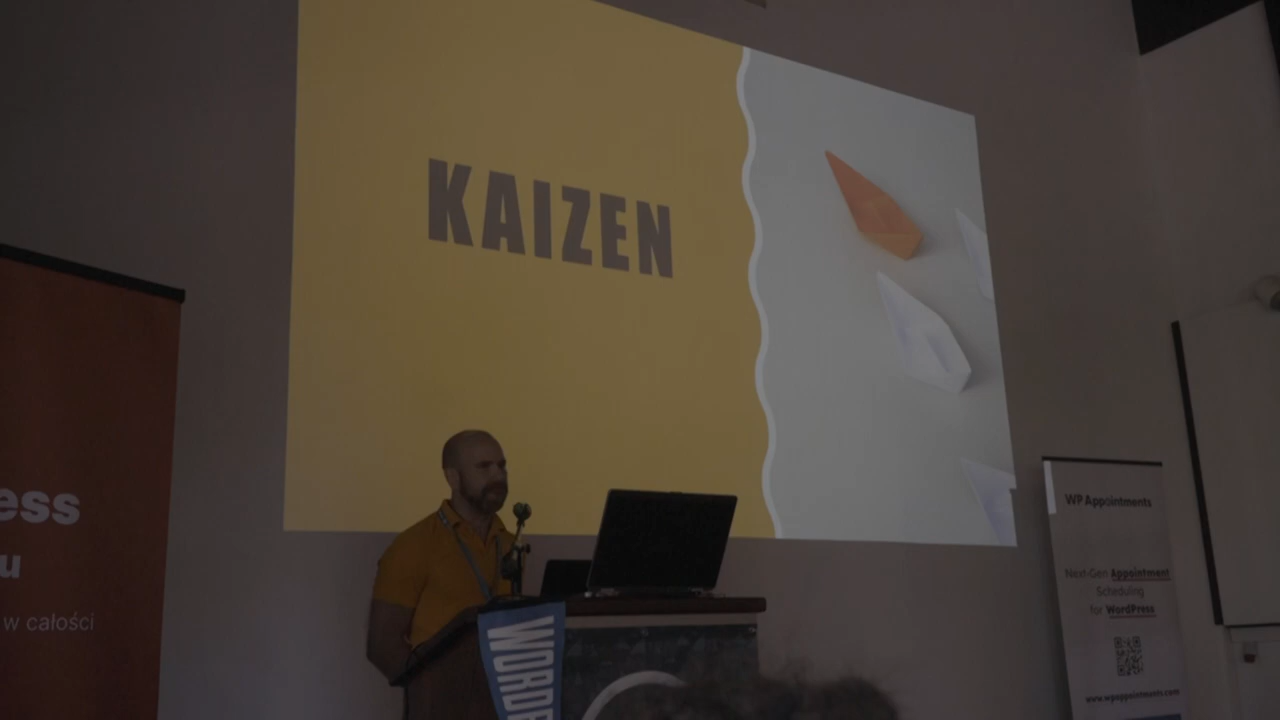 KAIZEN
ess
u
w całości
WORD
WP Appointments
Next-Gen Appointment
Scheduling
for WordPress
www.wpappointments.com